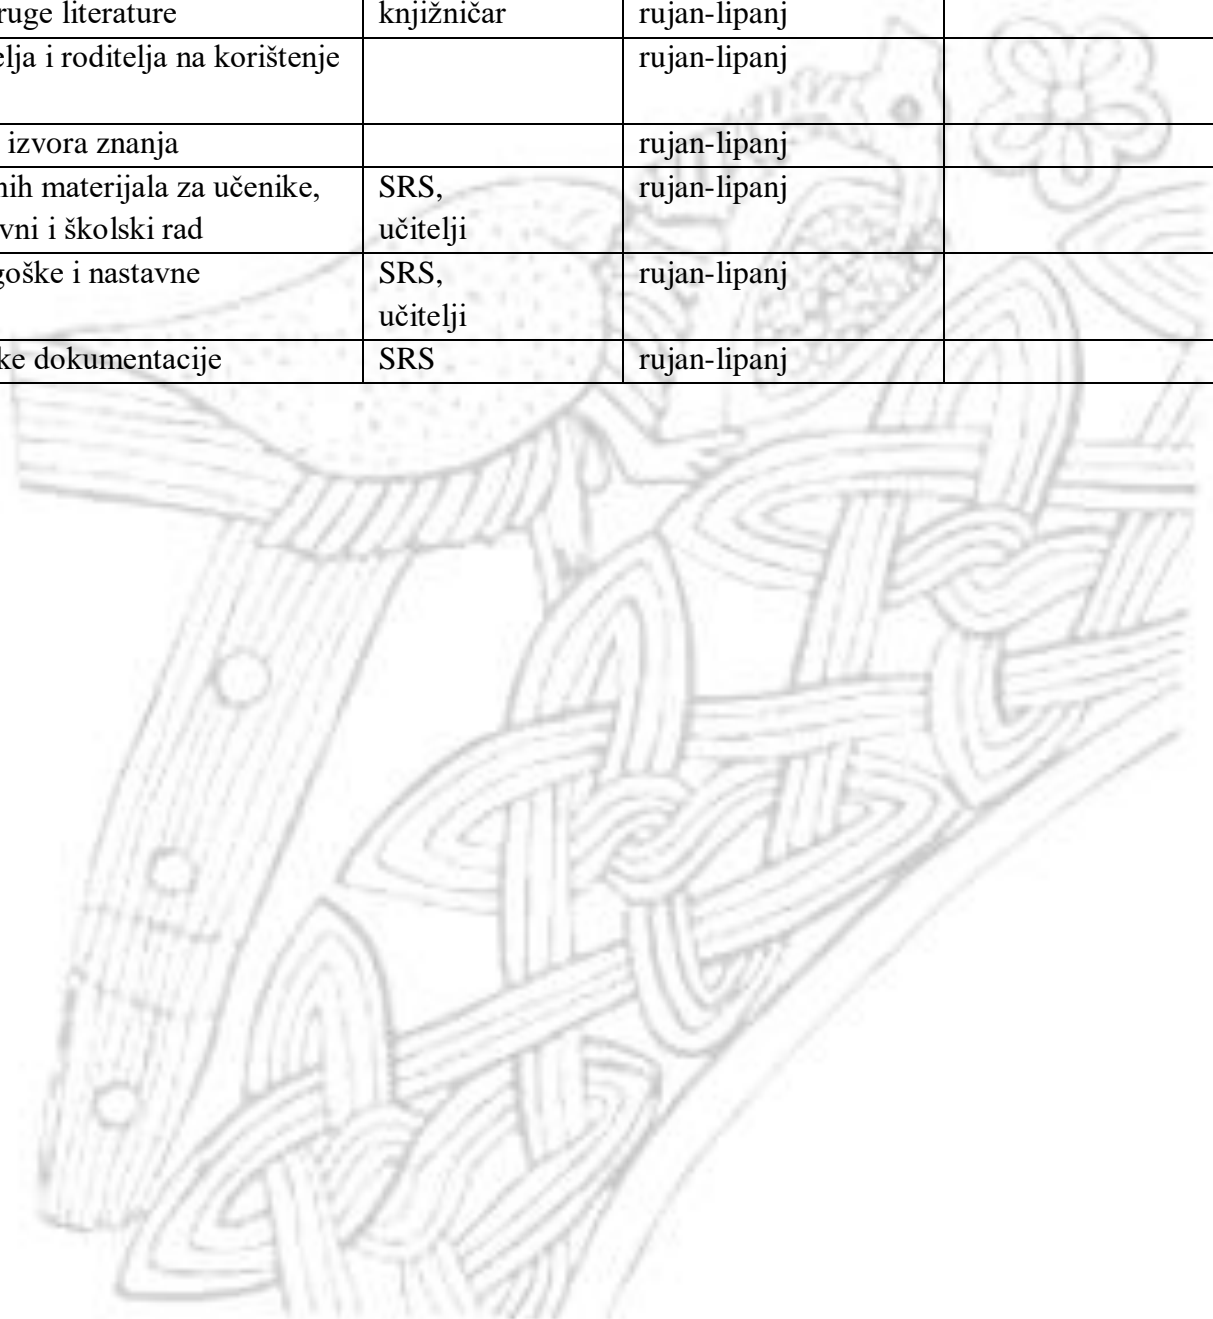 ruge literature knjižničar rujan-lipanj
elja i roditelja na korištenje rujan-lipanj
izvora znanja rujan-lipanj
nih materijala za učenike, SRS, rujan-lipanj
vni i školski rad učitelji
goške i nastavne SRS, rujan-lipanj
učitelji
ke dokumentacije SRS rujan-lipanj